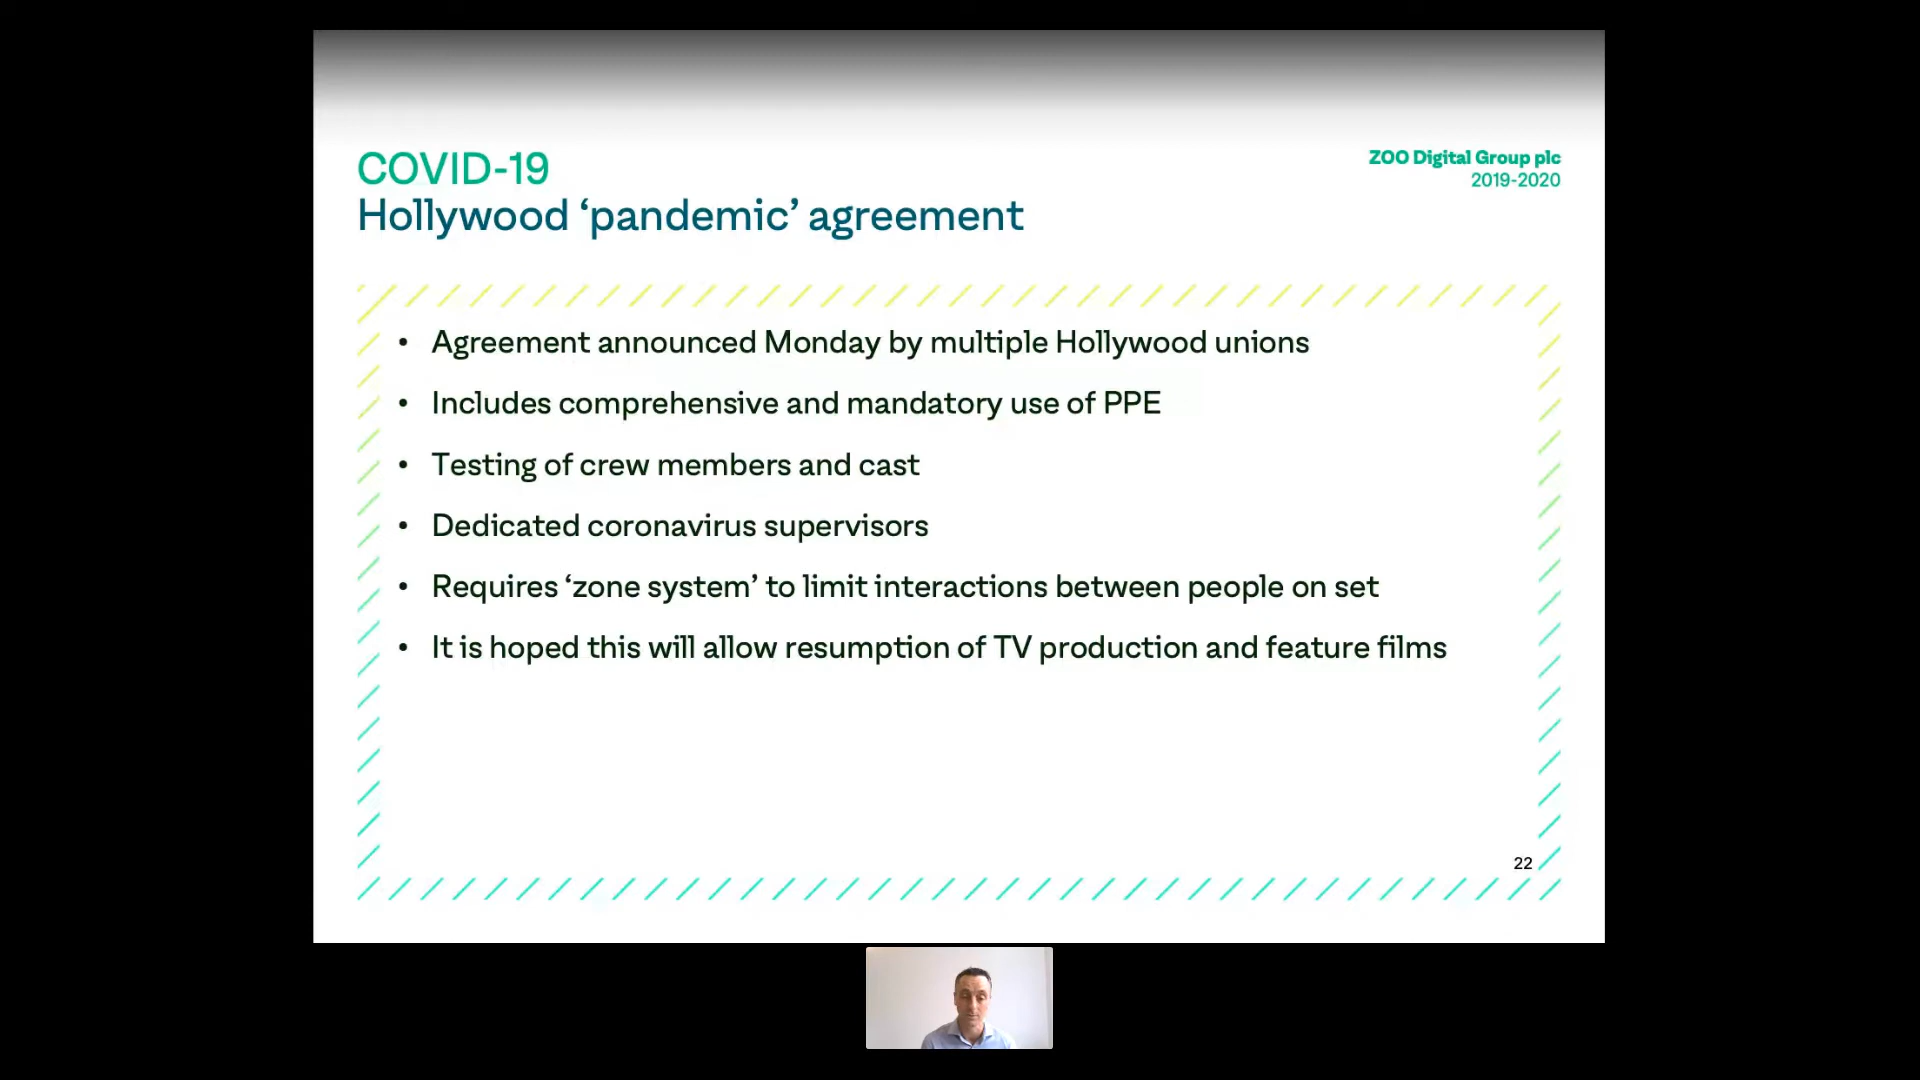 COVID-19
Hollywood ‘pandemic’ agreement
ZOO Digital Group plc
2019-2020
• Agreement announced Monday by multiple Hollywood unions
• Includes comprehensive and mandatory use of PPE
• Testing of crew members and cast
• Dedicated coronavirus supervisors
• Requires ‘zone system’ to limit interactions between people on set
• It is hoped this will allow resumption of TV production and feature films
22